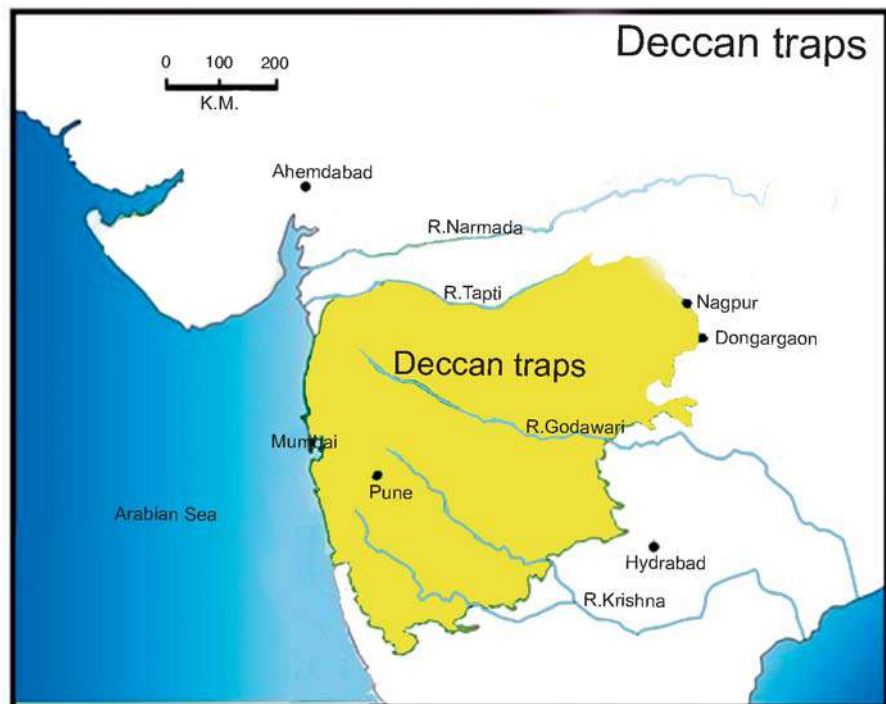 Deccan traps
0 100 200
K.M.
Ahemdabad
R.Narmada
R.Tapti
Nagpur
Dongargaon
Deccan traps
R.Godawari
Mumbai
Pune
Arabian Sea
Hydrabad
R.Krishna